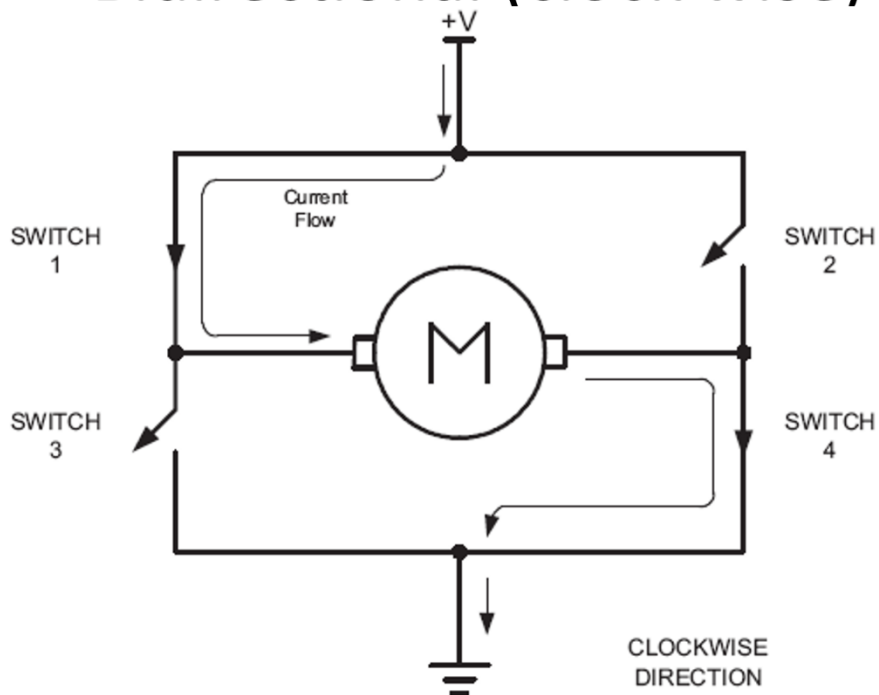 +V
Current
Flow
SWITCH
1
SWITCH
2
M
SWITCH
3
SWITCH
4
CLOCKWISE
DIRECTION